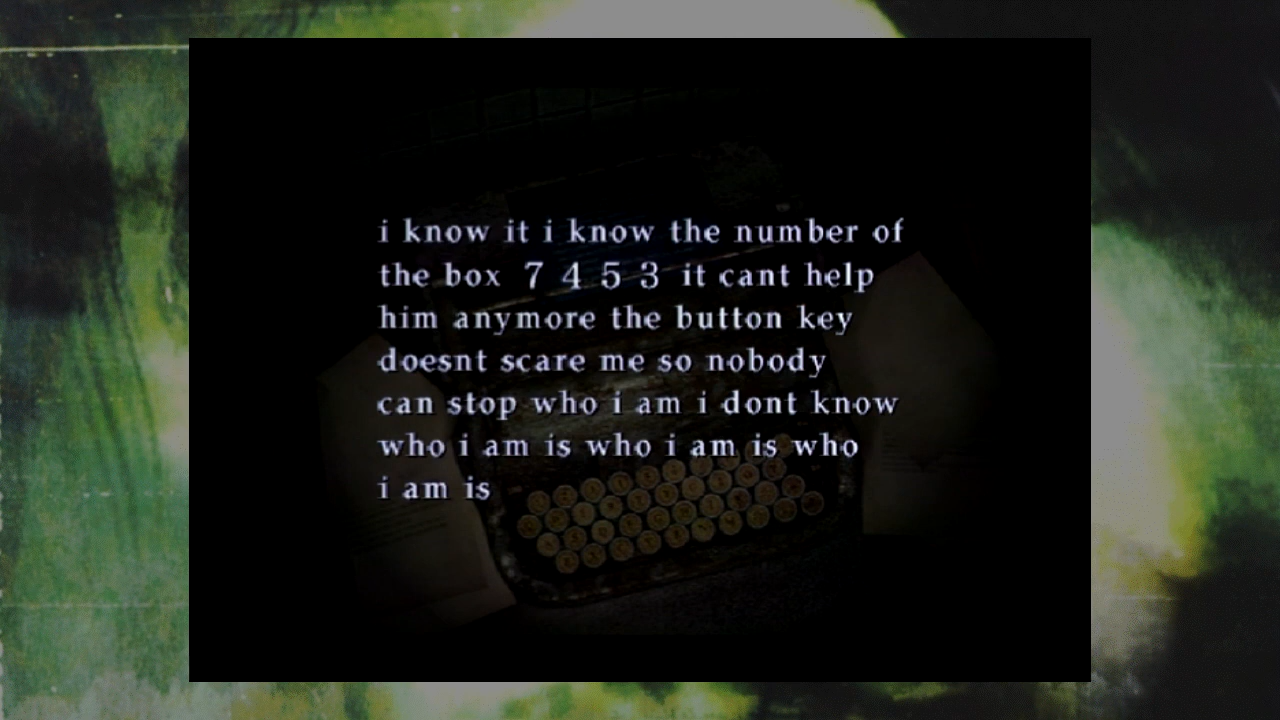 i know it i know the number of
the box 7 4 5 3 it cant help
him anymore the button key
doesnt scare me so nobody
can stop who i am i dont know
who i am is who i am is who
i am is